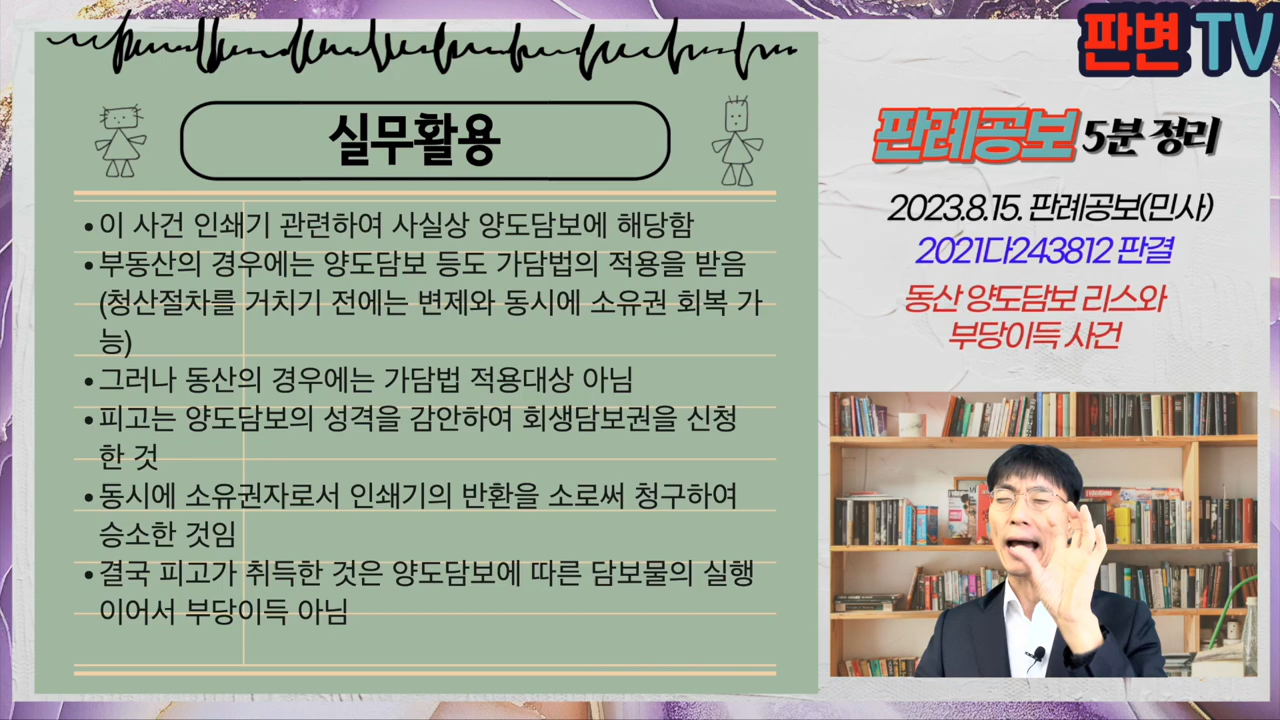 판변 TV
실무활용
•이 사건 인쇄기 관련하여 사실상 양도담보에 해당함
•부동산의 경우에는 양도담보 등도 가담법의 적용을 받음
(청산절차를 거치기 전에는 변제와 동시에 소유권 회복 가
능)
•그러나 동산의 경우에는 가담법 적용대상 아님
•피고는 양도담보의 성격을 감안하여 회생담보권을 신청
한 것
•동시에 소유권자로서 인쇄기의 반환을 소로써 청구하여
승소한 것임
•결국 피고가 취득한 것은 양도담보에 따른 담보물의 실행
이어서 부당이득 아님
판례공보 5분 정리
2023.8.15. 판례공보(민사)
2021다243812 판결
동산 양도담보 리스와
부당이득 사건